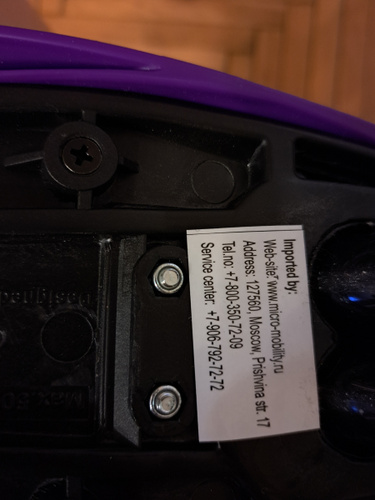 Imported by:
Web-site: www.micro-mobility.ru
Address: 127560, Moscow, Prishvina str. 17
Tel.no: +7-800-350-72-09
Service center: +7-906-792-72-72